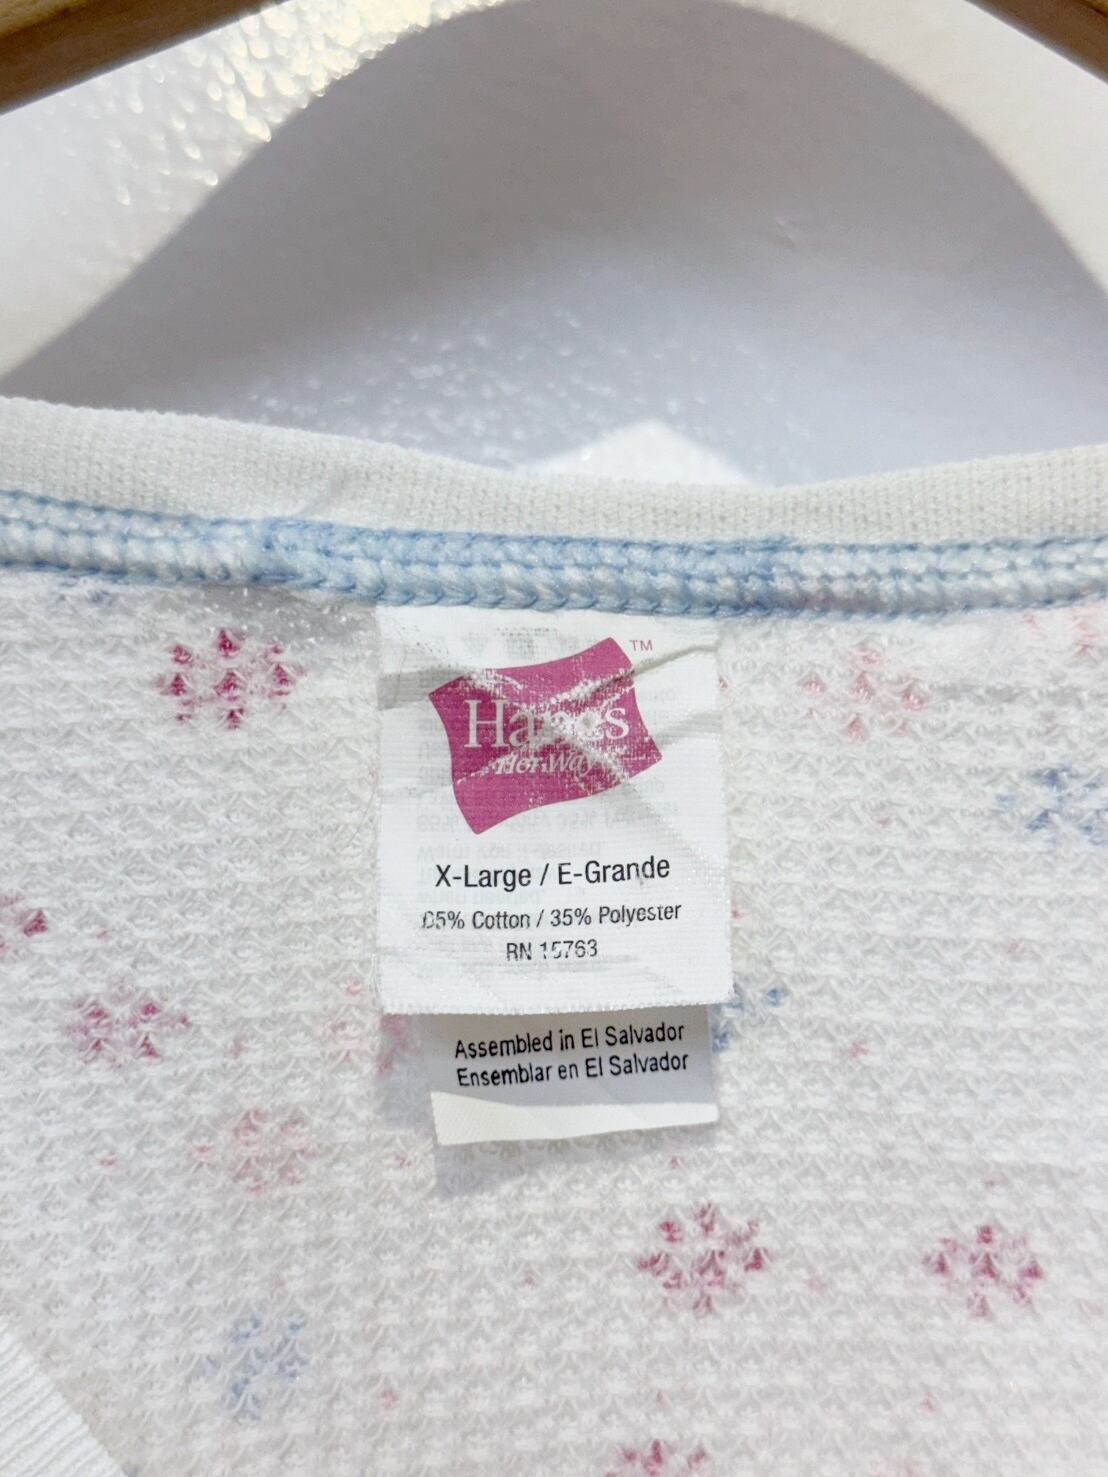 TM
Hanes
Her Way
X-Large / E-Grande
65% Cotton / 35% Polyester
RN 15763
Assembled in El Salvador
Ensemblar en El Salvador